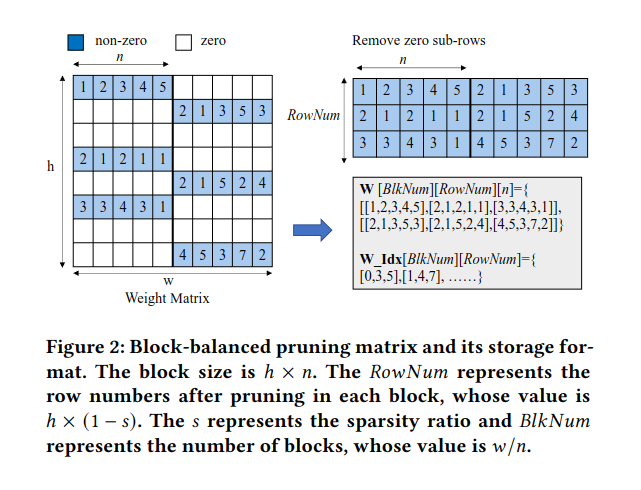 non-zero
zero
n
h
1 2 3 4 5
2 1 3 5 3
2 1 2 1 1
2 1 5 2 4
3 3 4 3 1
4 5 3 7 2
w
Weight Matrix
Remove zero sub-rows
n
RowNum
1 2 3 4 5 2 1 3 5 3
2 1 2 1 1 2 1 5 2 4
3 3 4 3 1 4 5 3 7 2
W [BlkNum][RowNum][n]={
[[1,2,3,4,5],[2,1,2,1,1],[3,3,4,3,1]],
[[2,1,3,5,3],[2,1,5,2,4],[4,5,3,7,2]]}
W_Idx[BlkNum][RowNum]={
[0,3,5],[1,4,7], ……}
Figure 2: Block-balanced pruning matrix and its storage for-
mat. The block size is h × n. The RowNum represents the
row numbers after pruning in each block, whose value is
h × (1 − s). The s represents the sparsity ratio and BlkNum
represents the number of blocks, whose value is w/n.